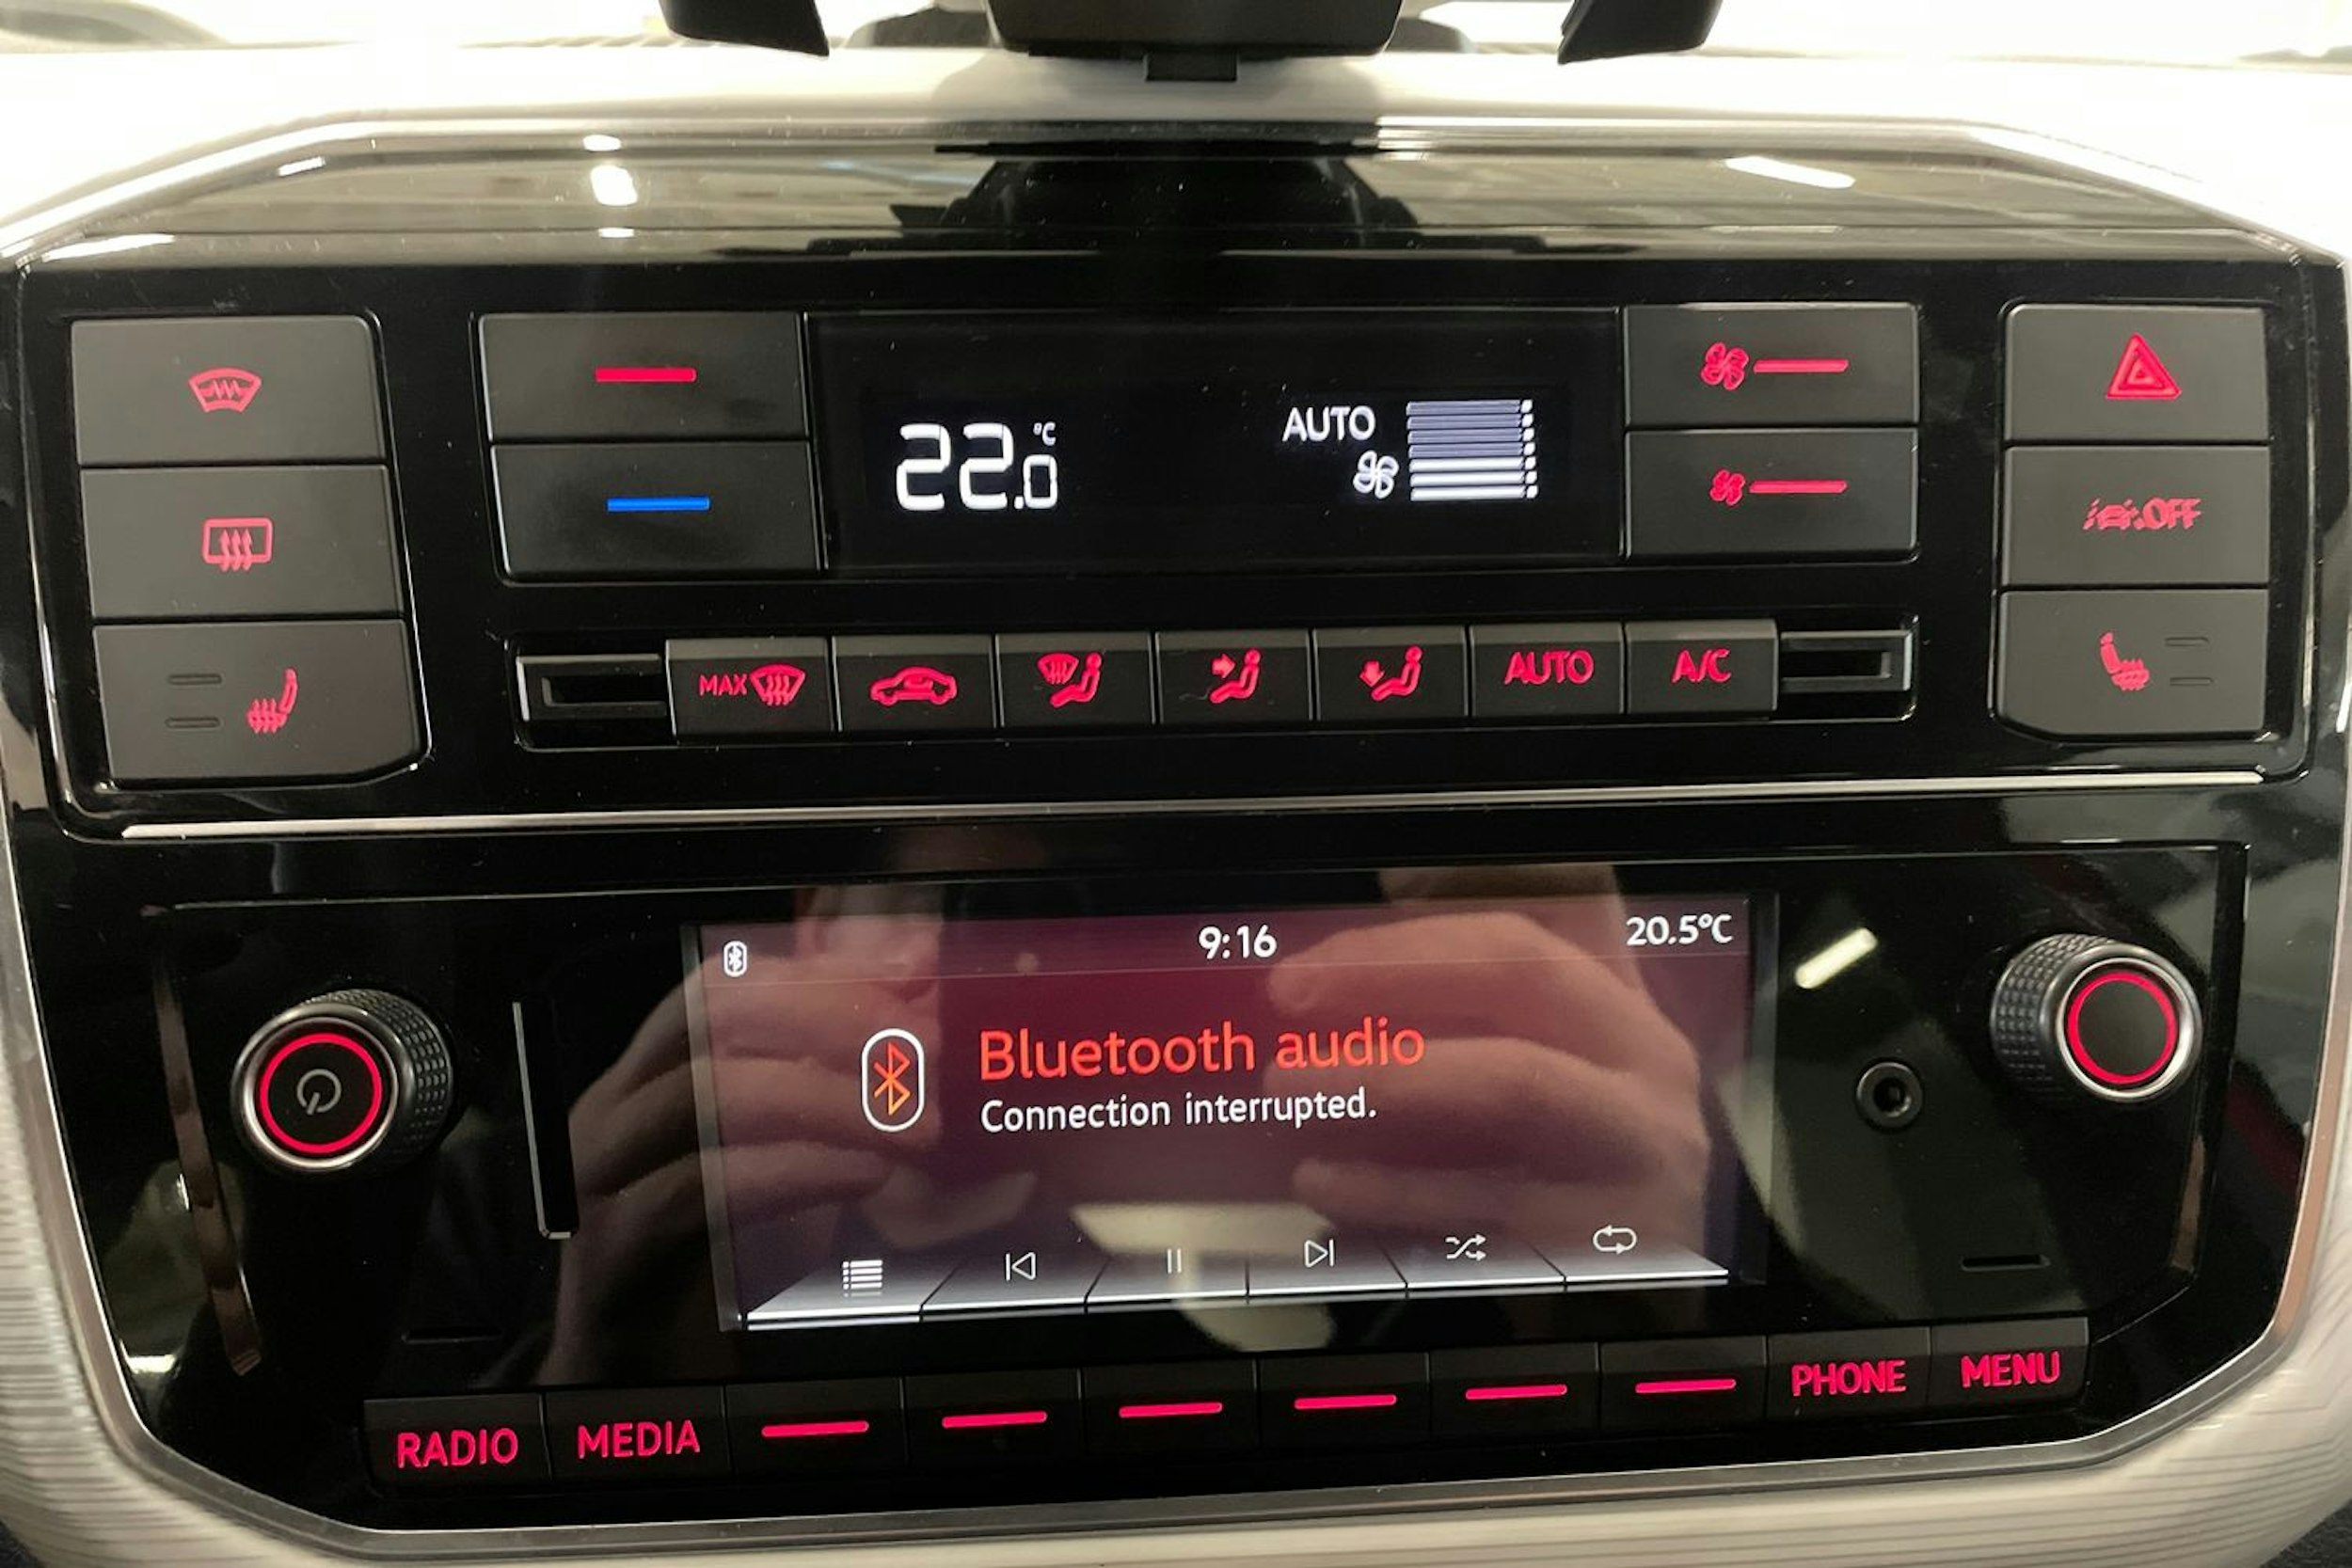 AUTO
22.0 °C
OFF
MAX
AUTO
A/C
9:16
20.5°C
Bluetooth audio
Connection interrupted.
RADIO
MEDIA
PHONE
MENU